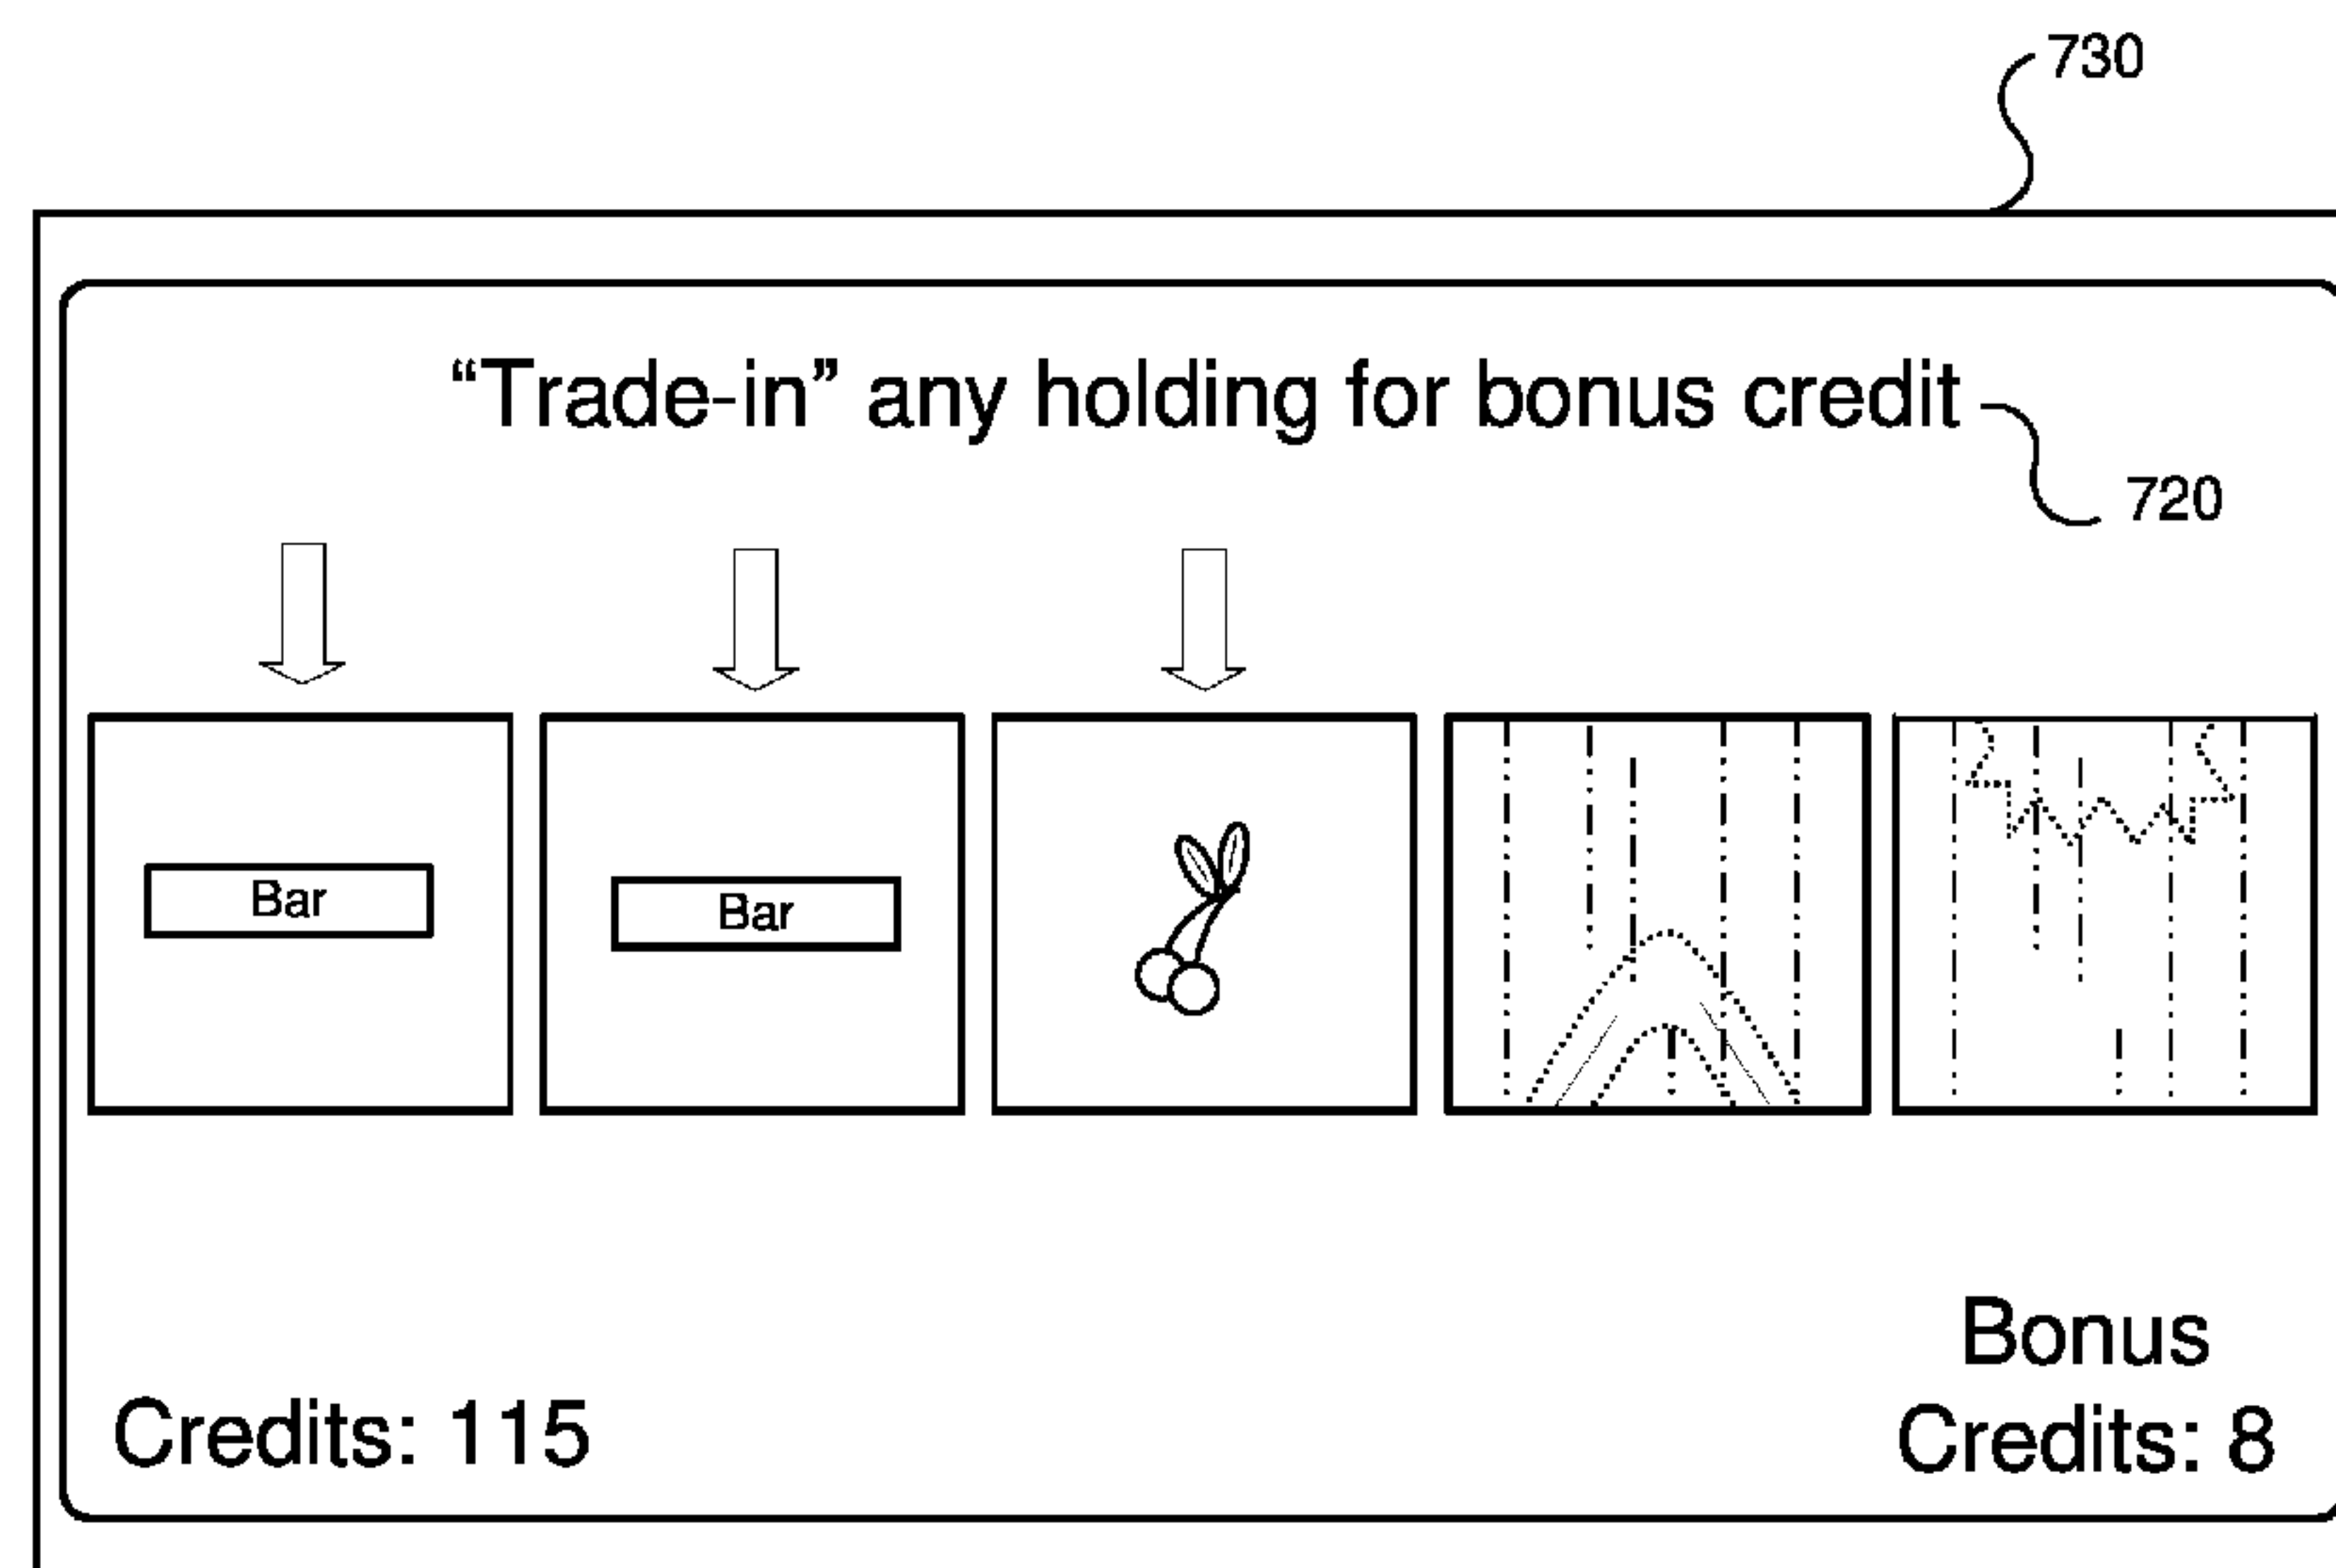 730
“Trade-in” any holding for bonus credit
720
Bar
Bar
Bonus
Credits: 115
Credits: 8